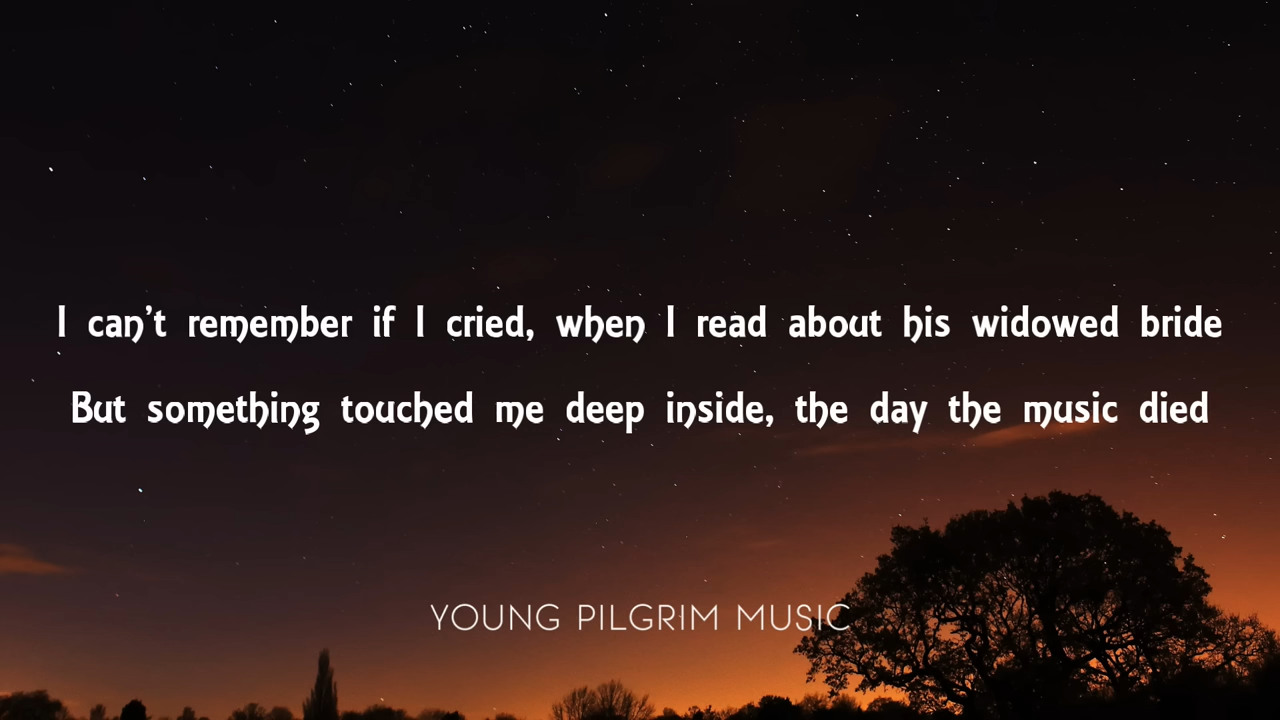 I can't remember if I cried, when I read about his widowed bride
But something touched me deep inside, the day the music died
YOUNG PILGRIM MUSIC